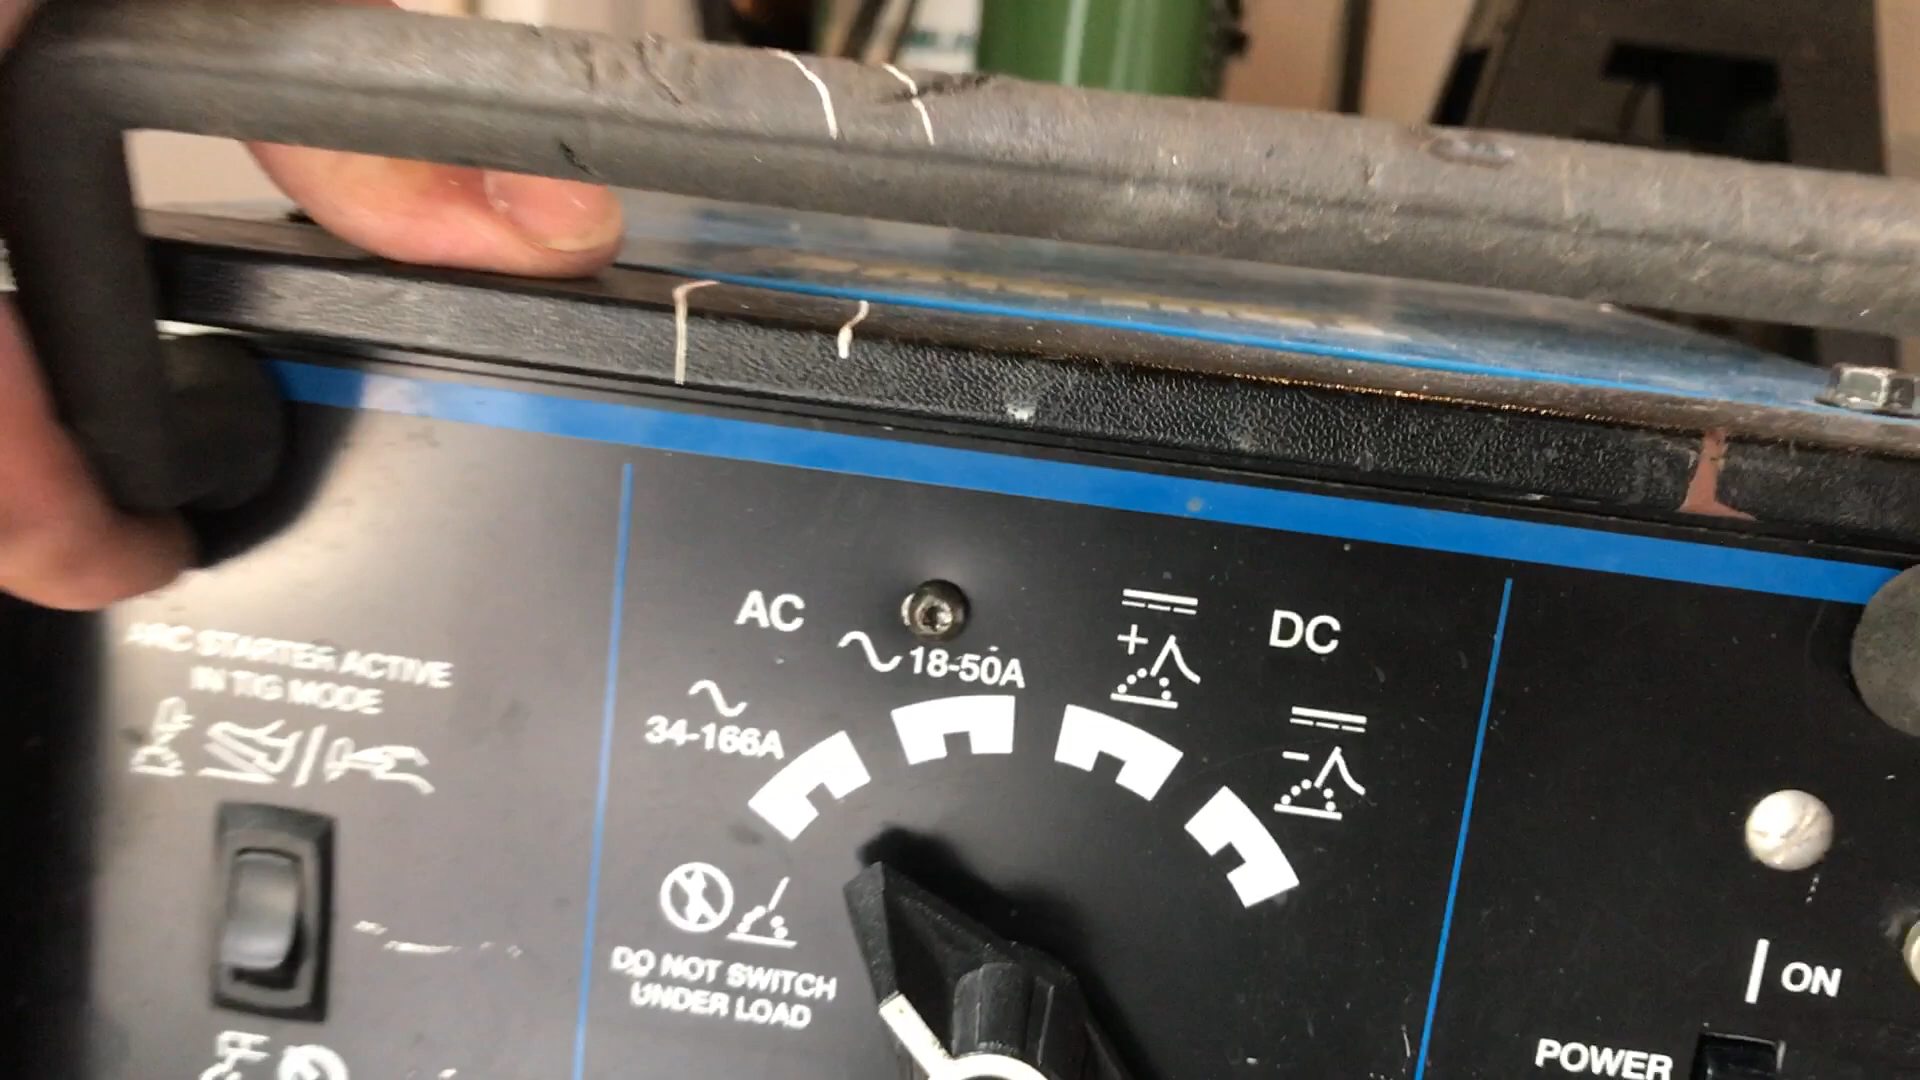 ARC STARTER ACTIVE
IN TIG MODE
AC
18-50A
34-166A
DC
DO NOT SWITCH
UNDER LOAD
ON
POWER